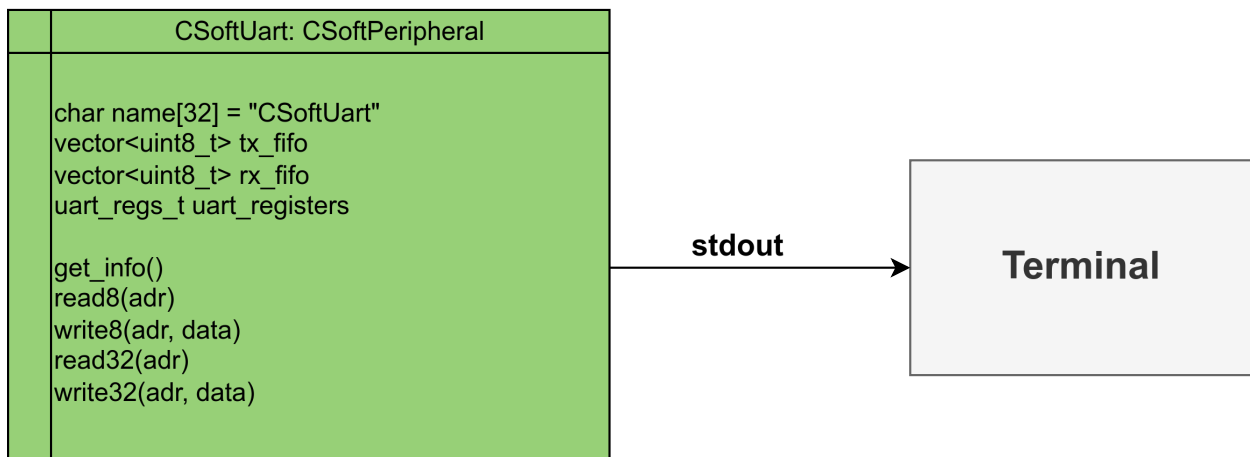 CSoftUart: CSoftPeripheral
char name[32] = "CSoftUart"
vector<uint8_t> tx_fifo
vector<uint8_t> rx_fifo
uart_regs_t uart_registers
get_info()
read8(adr)
write8(adr, data)
read32(adr)
write32(adr, data)
stdout
Terminal